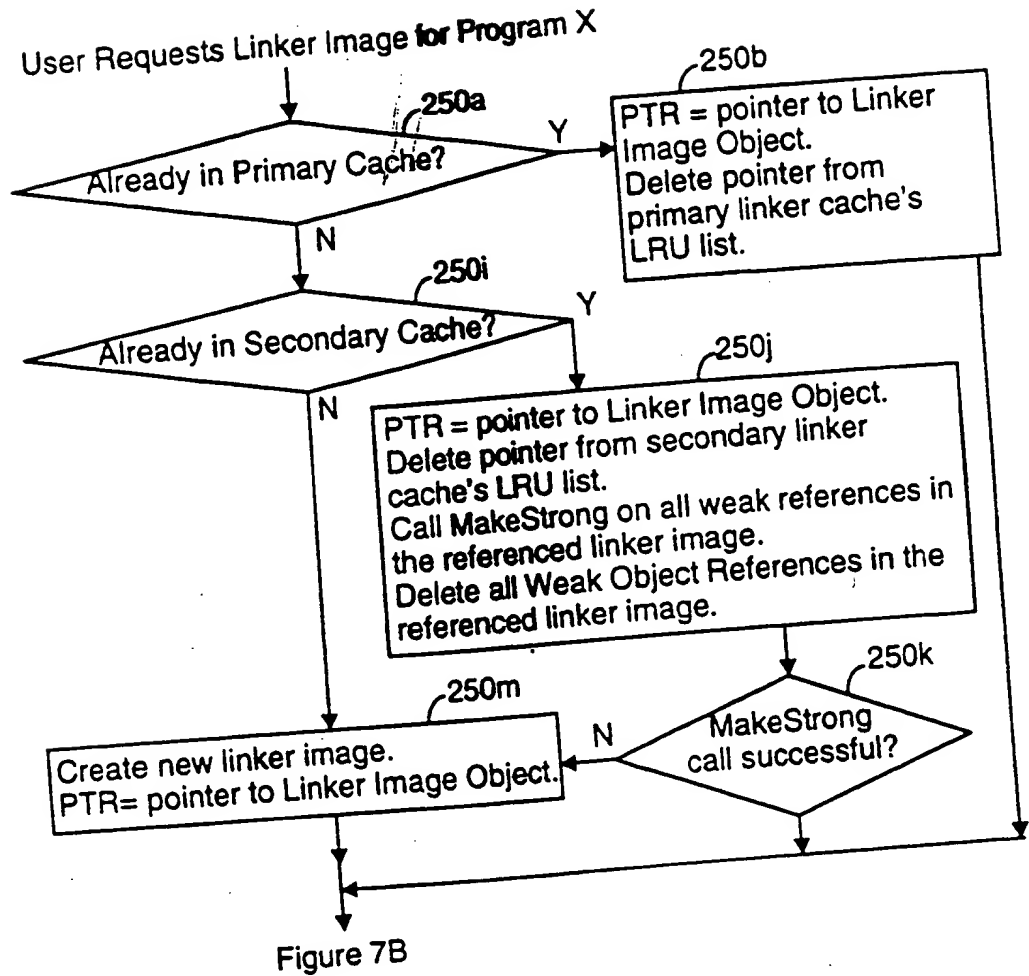 User Requests Linker Image for Program X
250a
Already in Primary Cache?
Y
N
250b
PTR = pointer to Linker
Image Object.
Delete pointer from
primary linker cache's
LRU list.
250i
Already in Secondary Cache?
Y
N
250j
PTR = pointer to Linker Image Object.
Delete pointer from secondary linker
cache's LRU list.
Call MakeStrong on all weak references in
the referenced linker image.
Delete all Weak Object References in the
referenced linker image.
250k
MakeStrong
call successful?
N
250m
Create new linker image.
PTR= pointer to Linker Image Object.
Figure 7B